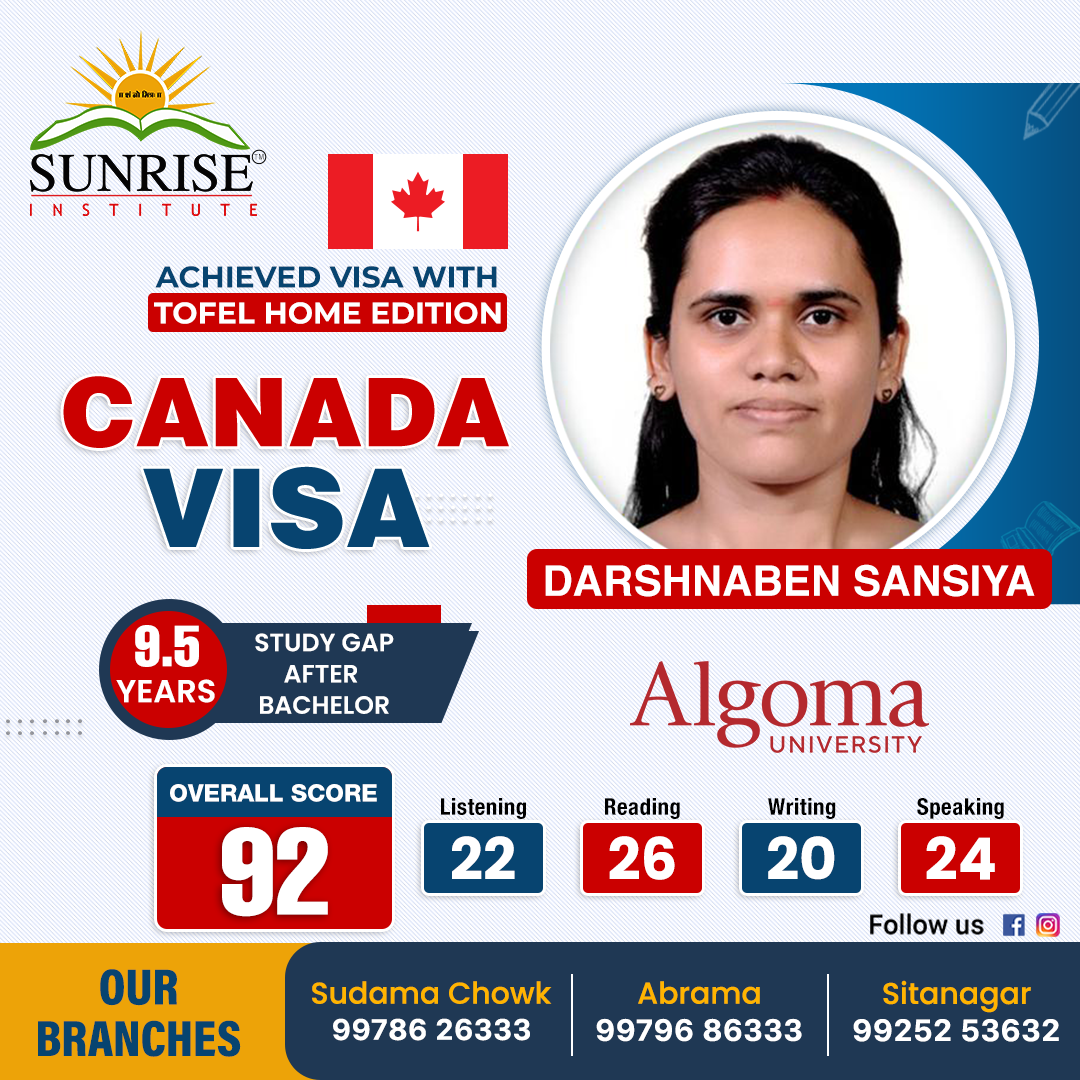 SUNRISE TM
INSTITUTE
ACHIEVED VISA WITH
TOFEL HOME EDITION
CANADA
VISA
DARSHNABEN SANSIYA
9.5
YEARS
STUDY GAP
AFTER
BACHELOR
Algoma
UNIVERSITY
OVERALL SCORE
92
Listening
22
Reading
26
Writing
20
Speaking
24
Follow us
OUR
BRANCHES
Sudama Chowk
99786 26333
Abrama
99796 86333
Sitanagar
99252 53632